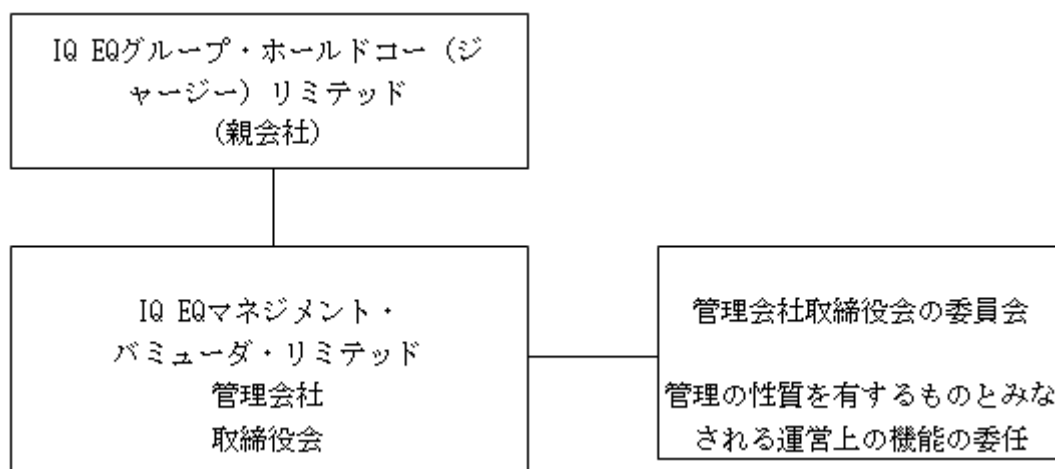 IQ EQグループ・ホールドコー（ジ
ャージー）リミテッド
（親会社）
IQ EQマネジメント・
バミューダ・リミテッド
管理会社
取締役会
管理会社取締役会の委員会
管理の性質を有するものとみな
される運営上の機能の委任